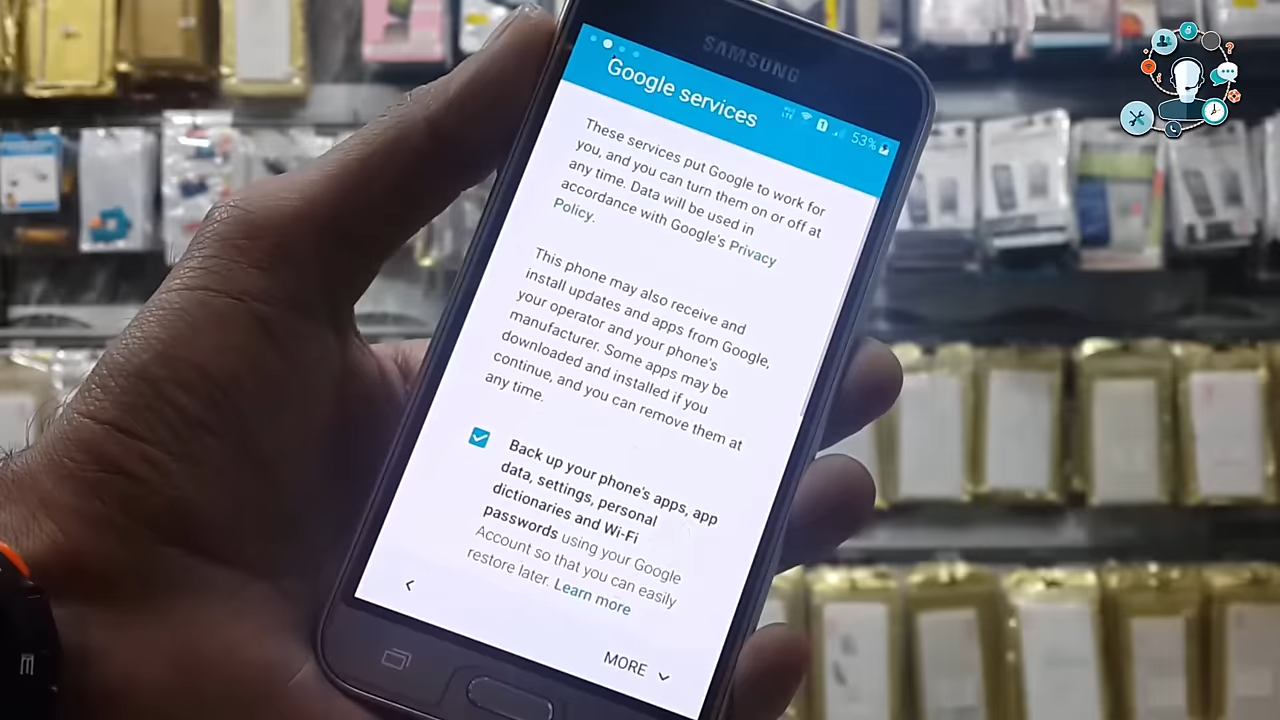 SAMSUNG
Google services
VoLTE 1 53%
These services put Google to work for
you, and you can turn them on or off at
any time. Data will be used in
accordance with Google's Privacy
Policy.
This phone may also receive and
install updates and apps from Google,
your operator and your phone's
manufacturer. Some apps may be
downloaded and installed if you
continue, and you can remove them at
any time.
Back up your phone's apps, app
data, settings, personal
dictionaries and Wi-Fi
passwords using your Google
Account so that you can easily
restore later. Learn more
MORE